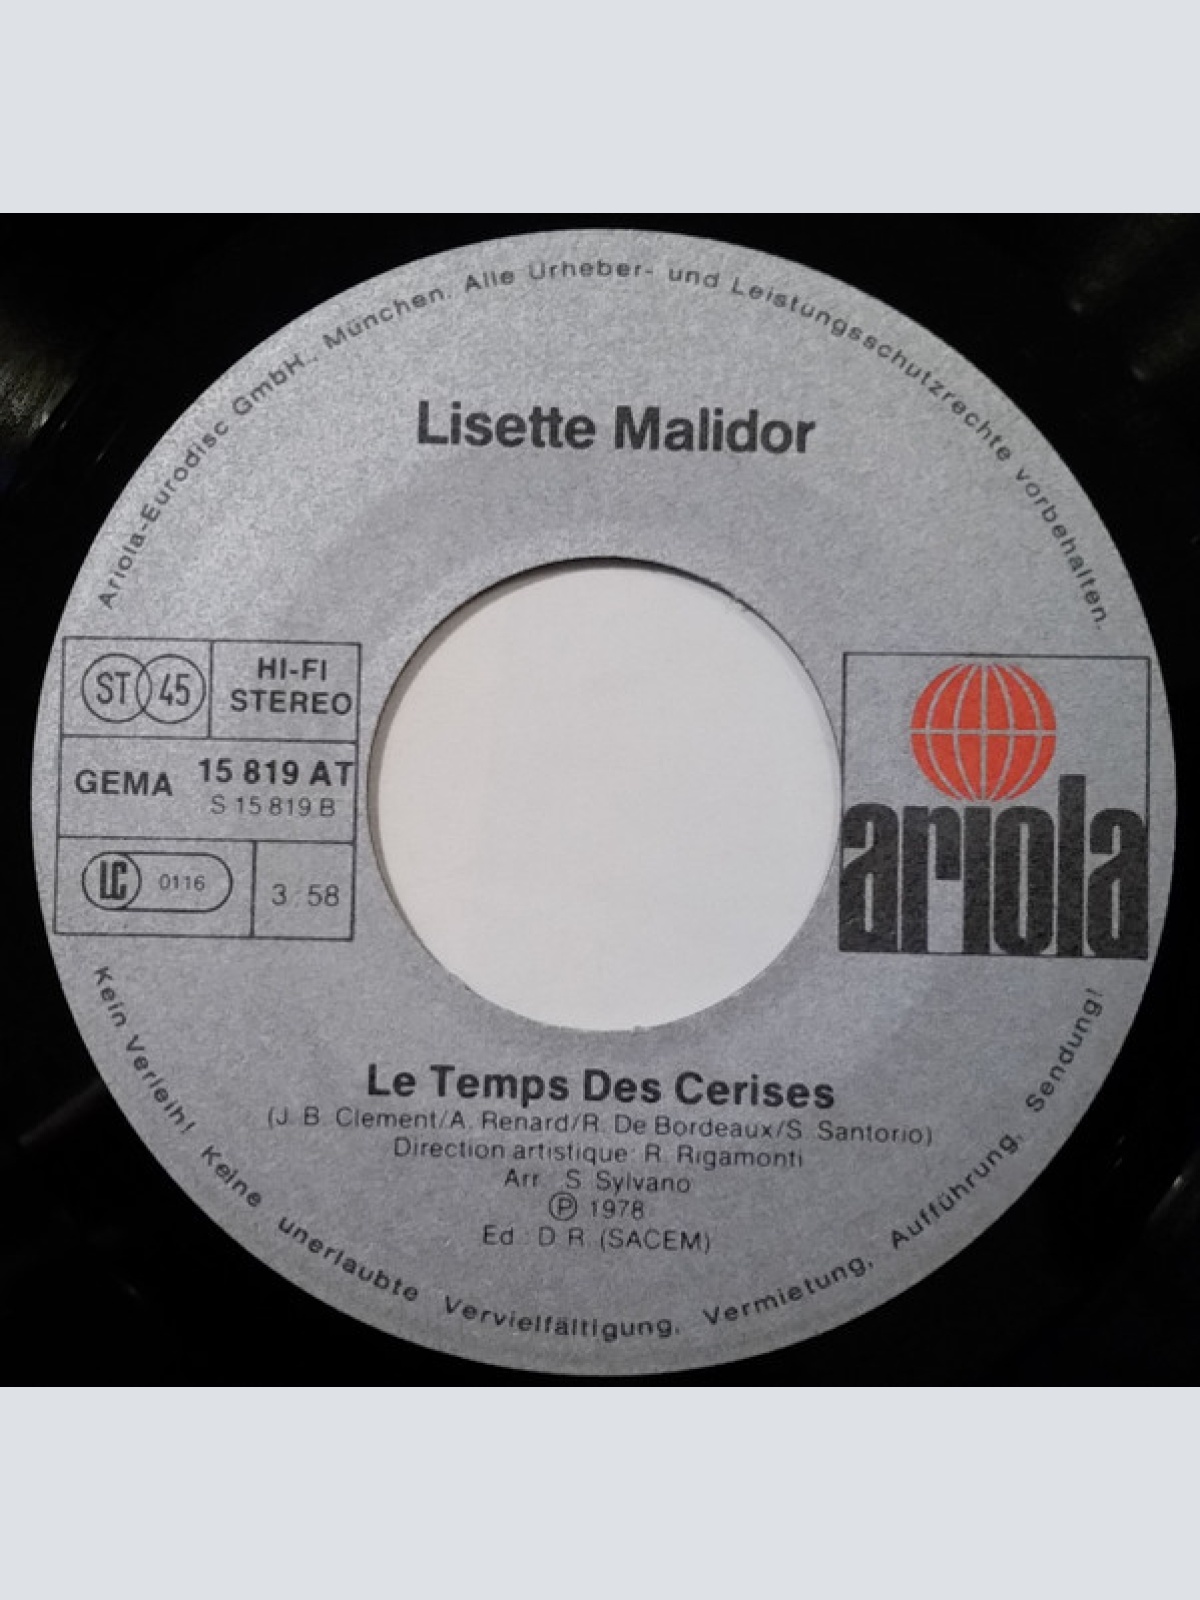 Ariola-Eurodisc GmbH., München. Alle Urheber- und Leistungsschutzrechte vorbehalten.
Lisette Malidor
ST 45
HI-FI
STEREO
GEMA
15 819 AT
S 15 819 B
LC 0116
3:58
ariola
Le Temps Des Cerises
(J. B. Clement/A. Renard/R. De Bordeaux/S. Santorio)
Direction artistique: R. Rigamonti
Arr.: S. Sylvano
Ⓟ 1978
Ed.: D.R. (SACEM)
Kein Verleih! Keine unerlaubte Vervielfältigung, Vermietung, Aufführung, Sendung!